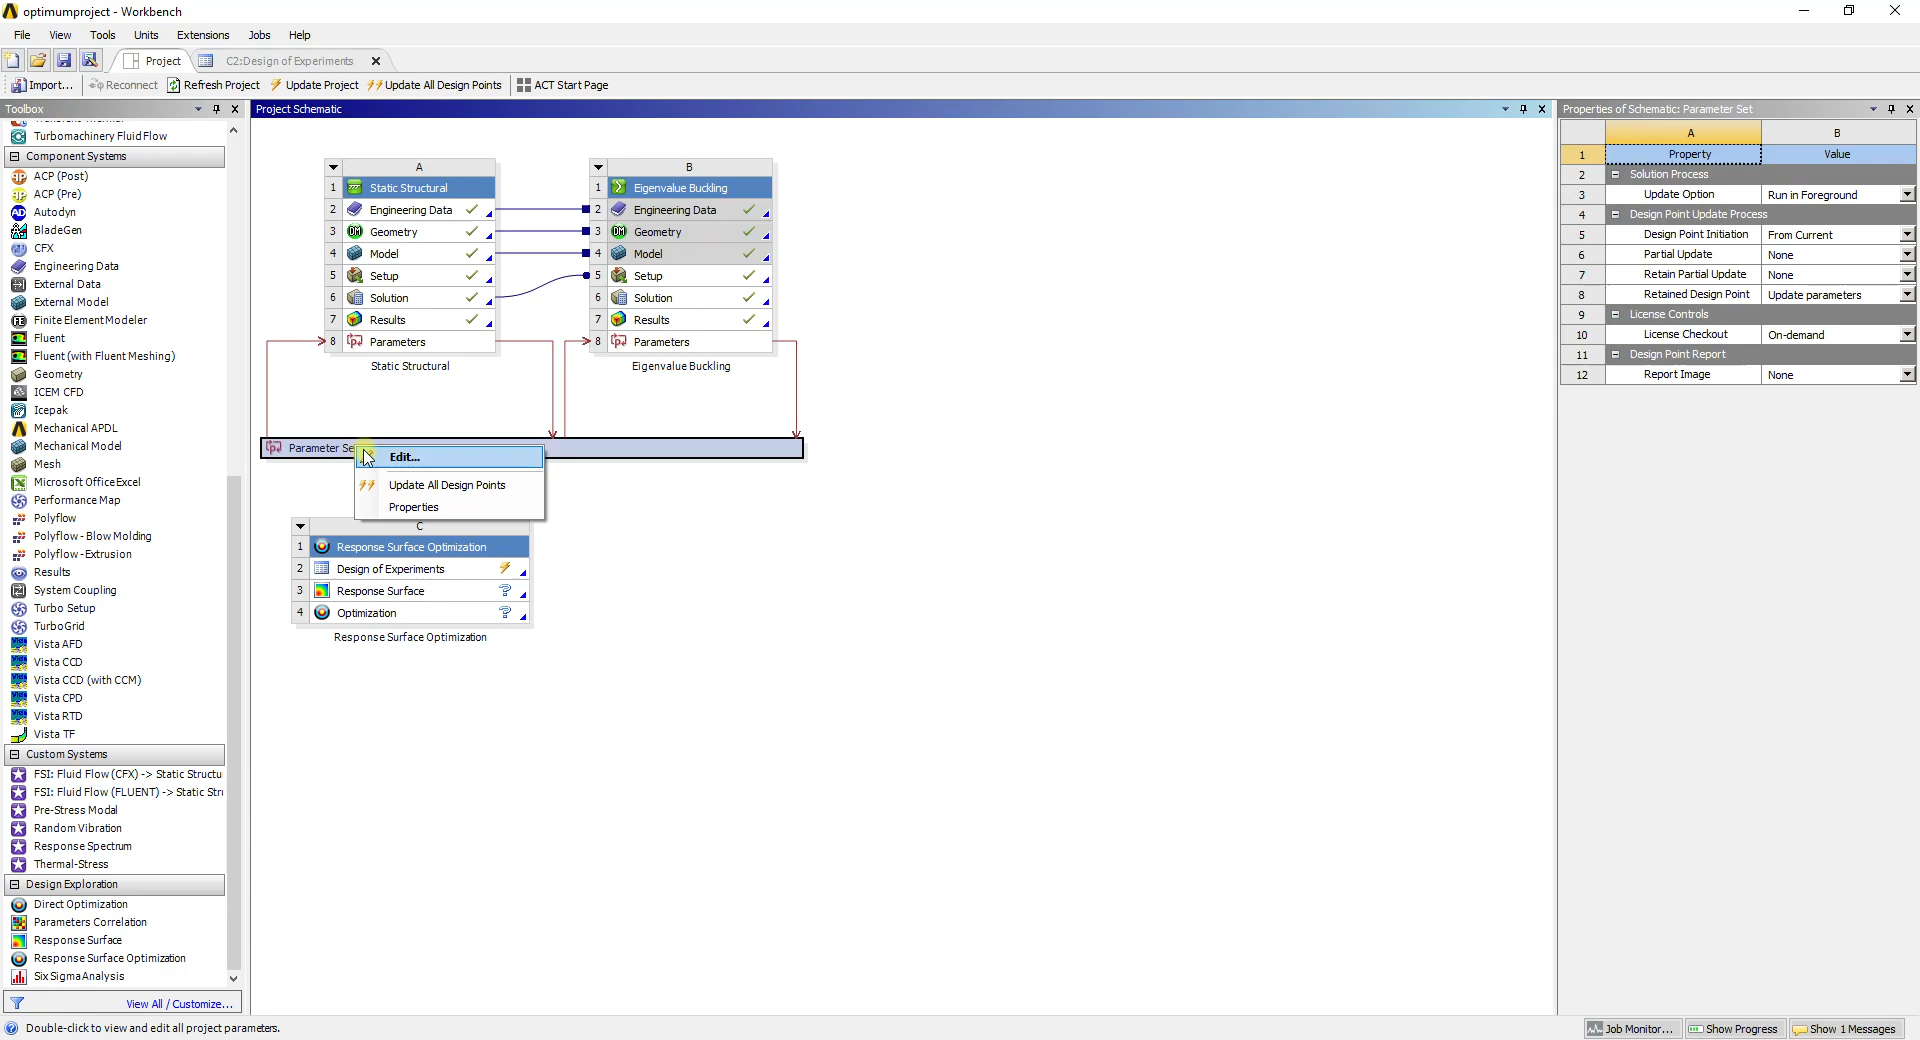 optimumproject - Workbench
File View Tools Units Extensions Jobs Help
Project C2:Design of Experiments
Import... Reconnect Refresh Project Update Project Update All Design Points ACT Start Page
Toolbox
Turbomachinery Fluid Flow
Component Systems
ACP (Post)
ACP (Pre)
Autodyn
BladeGen
CFX
Engineering Data
External Data
External Model
Finite Element Modeler
Fluent
Fluent (with Fluent Meshing)
Geometry
ICEM CFD
Icepak
Mechanical APDL
Mechanical Model
Mesh
Microsoft Office Excel
Performance Map
Polyflow
Polyflow - Blow Molding
Polyflow - Extrusion
Results
System Coupling
Turbo Setup
TurboGrid
Vista AFD
Vista CCD
Vista CCD (with CCM)
Vista CPD
Vista RTD
Vista TF
Custom Systems
FSI: Fluid Flow (CFX) -> Static Structu
FSI: Fluid Flow (FLUENT) -> Static Str
Pre-Stress Modal
Random Vibration
Response Spectrum
Thermal-Stress
Design Exploration
Direct Optimization
Parameters Correlation
Response Surface
Response Surface Optimization
Six Sigma Analysis
View All / Customize...
Project Schematic
A
1 Static Structural
2 Engineering Data
3 Geometry
4 Model
5 Setup
6 Solution
7 Results
8 Parameters
Static Structural
B
1 Eigenvalue Buckling
2 Engineering Data
3 Geometry
4 Model
5 Setup
6 Solution
7 Results
8 Parameters
Eigenvalue Buckling
Parameter Se
Edit...
Update All Design Points
Properties
C
1 Response Surface Optimization
2 Design of Experiments
3 Response Surface
4 Optimization
Response Surface Optimization
Properties of Schematic: Parameter Set
A B
1 Property Value
2 Solution Process
3 Update Option Run in Foreground
4 Design Point Update Process
5 Design Point Initiation From Current
6 Partial Update None
7 Retain Partial Update None
8 Retained Design Point Update parameters
9 License Controls
10 License Checkout On-demand
11 Design Point Report
12 Report Image None
Double-click to view and edit all project parameters.
Job Monitor... Show Progress Show 1 Messages